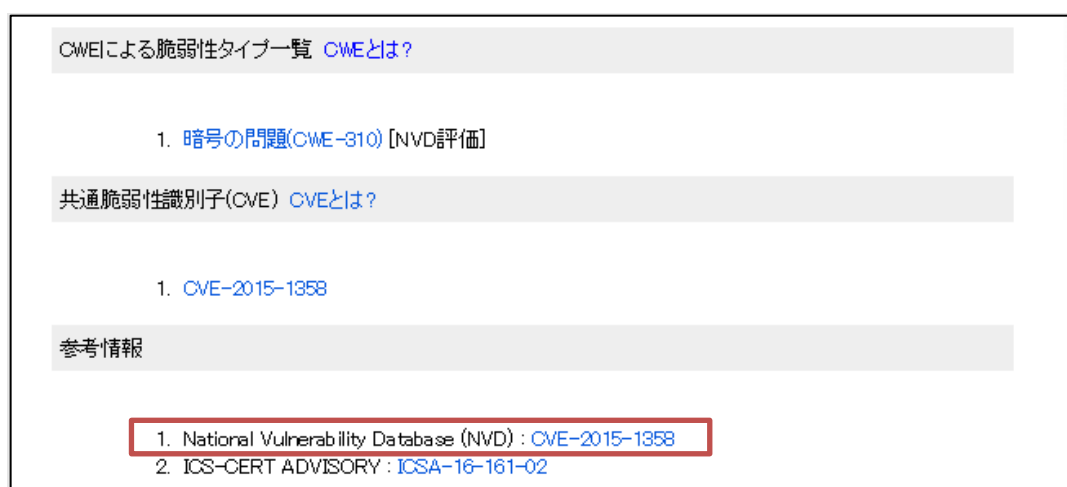 CWEによる脆弱性タイプ一覧 CWEとは?
1. 暗号の問題(CWE-310) [NVD評価]
共通脆弱性識別子(CVE) CVEとは?
1. CVE-2015-1358
参考情報
1. National Vulnerability Database (NVD) : CVE-2015-1358
2. ICS-CERT ADVISORY : ICSA-16-161-02